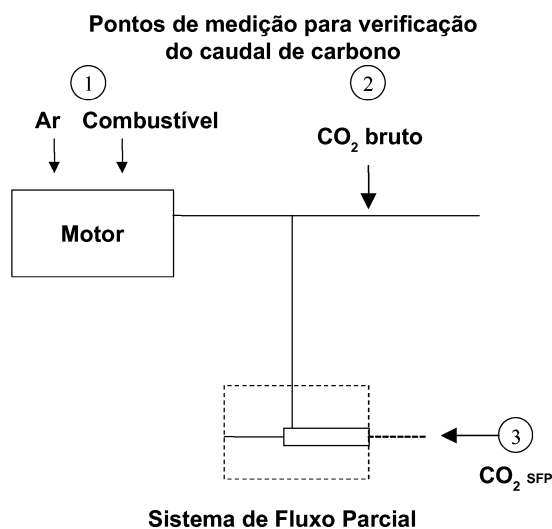 Pontos de medição para verificação
do caudal de carbono
1
2
Ar Combustível
CO₂ bruto
Motor
3
CO₂ SFP
Sistema de Fluxo Parcial